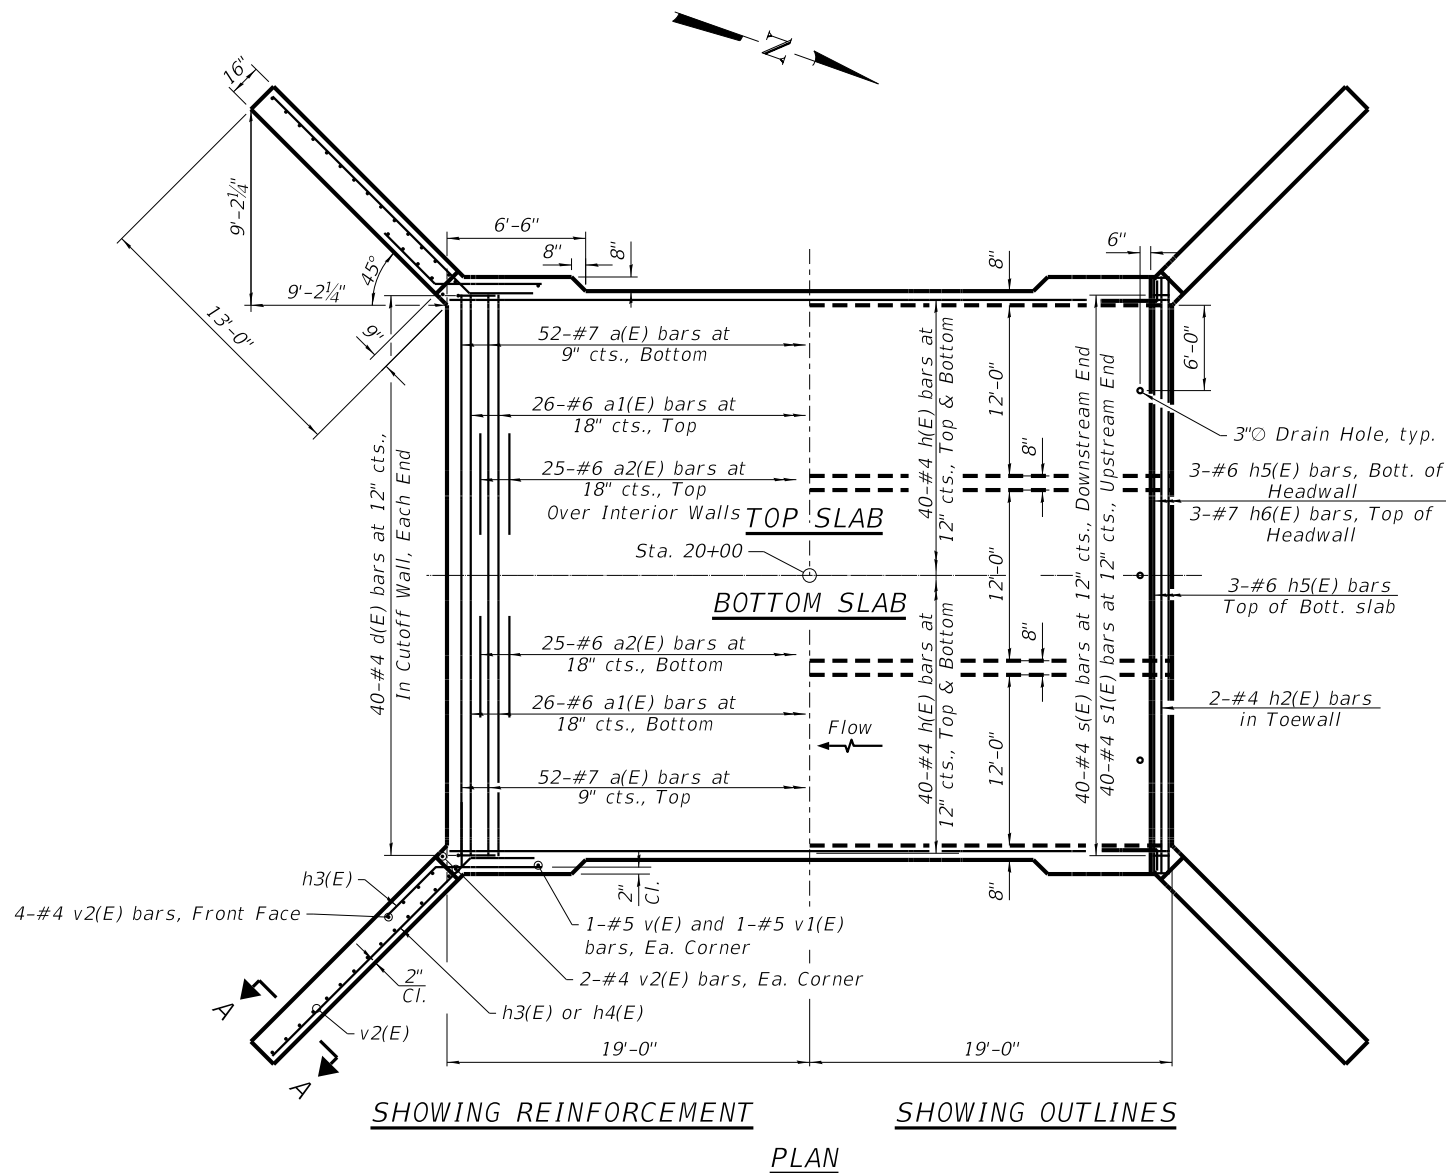 N
16"
9'-2¼"
6'-6"
8"
8"
8"
6"
45°
9'-2¼"
13'-0"
9"
6'-0"
52-#7 a(E) bars at
9" cts., Bottom
26-#6 a1(E) bars at
18" cts., Top
25-#6 a2(E) bars at
18" cts., Top
Over Interior Walls
TOP SLAB
Sta. 20+00
BOTTOM SLAB
25-#6 a2(E) bars at
18" cts., Bottom
26-#6 a1(E) bars at
18" cts., Bottom
52-#7 a(E) bars at
9" cts., Top
40-#4 d(E) bars at 12" cts.,
In Cutoff Wall, Each End
40-#4 h(E) bars at
12" cts., Top & Bottom
40-#4 h(E) bars at
12" cts., Top & Bottom
12'-0"
8"
12'-0"
8"
12'-0"
8"
40-#4 s(E) bars at 12" cts., Downstream End
40-#4 s1(E) bars at 12" cts., Upstream End
3"∅ Drain Hole, typ.
3-#6 h5(E) bars, Bott. of
Headwall
3-#7 h6(E) bars, Top of
Headwall
3-#6 h5(E) bars
Top of Bott. slab
2-#4 h2(E) bars
in Toewall
Flow
h3(E)
4-#4 v2(E) bars, Front Face
2"
Cl.
1-#5 v(E) and 1-#5 v1(E)
bars, Ea. Corner
2-#4 v2(E) bars, Ea. Corner
2"
Cl.
h3(E) or h4(E)
v2(E)
A
A
19'-0"
19'-0"
SHOWING REINFORCEMENT
SHOWING OUTLINES
PLAN